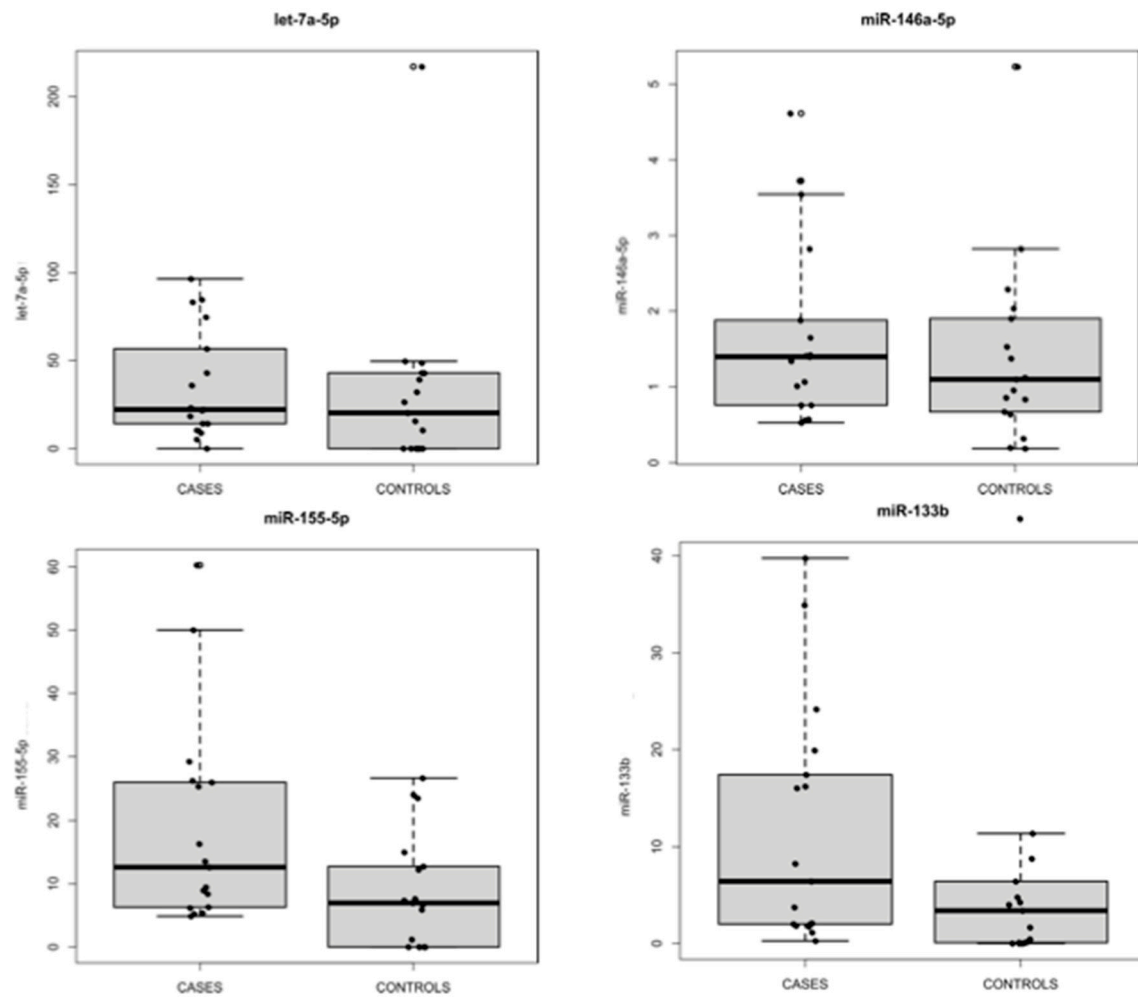 let-7a-5p
let-7a-5p
0
50
100
150
200
CASES
CONTROLS
miR-146a-5p
miR-146a-5p
0
1
2
3
4
5
CASES
CONTROLS
miR-155-5p
miR-155-5p
0
10
20
30
40
50
60
CASES
CONTROLS
miR-133b
miR-133b
0
10
20
30
40
CASES
CONTROLS